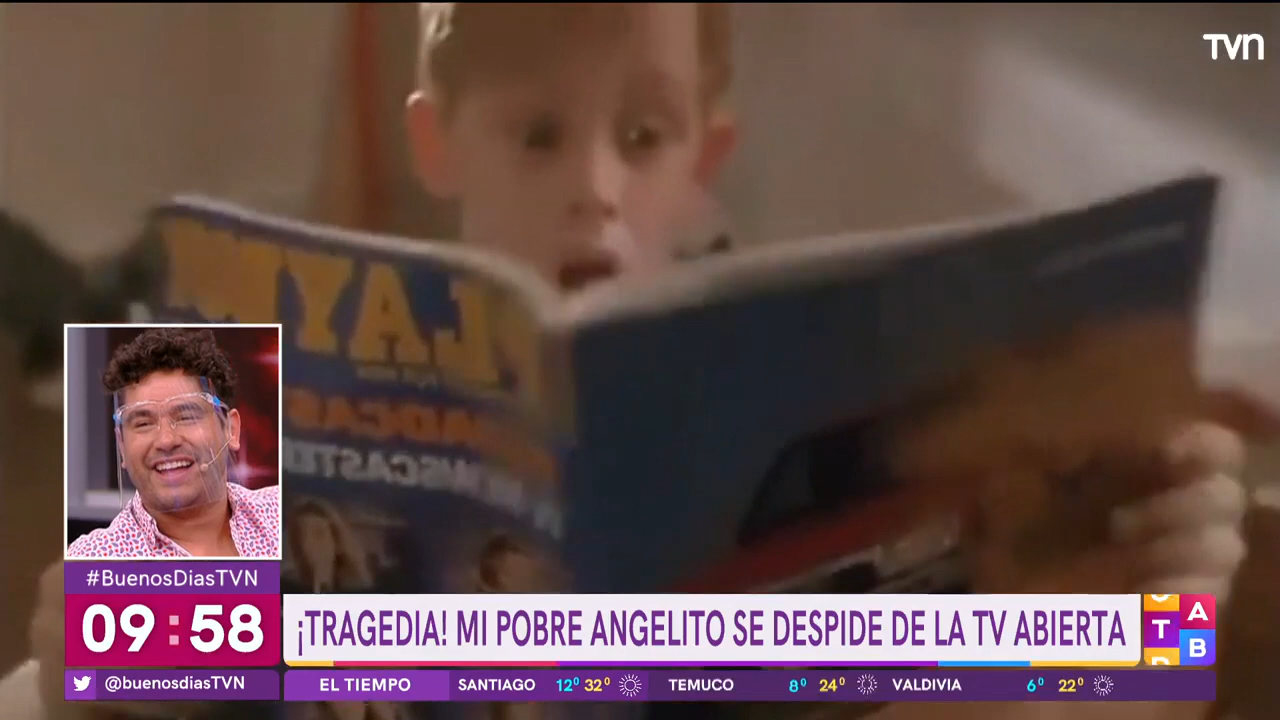 TVN
#BuenosDiasTVN
09:58
¡TRAGEDIA! MI POBRE ANGELITO SE DESPIDE DE LA TV ABIERTA
@buenosdiasTVN
EL TIEMPO SANTIAGO 12° 32° TEMUCO 8° 24° VALDIVIA 6° 22°